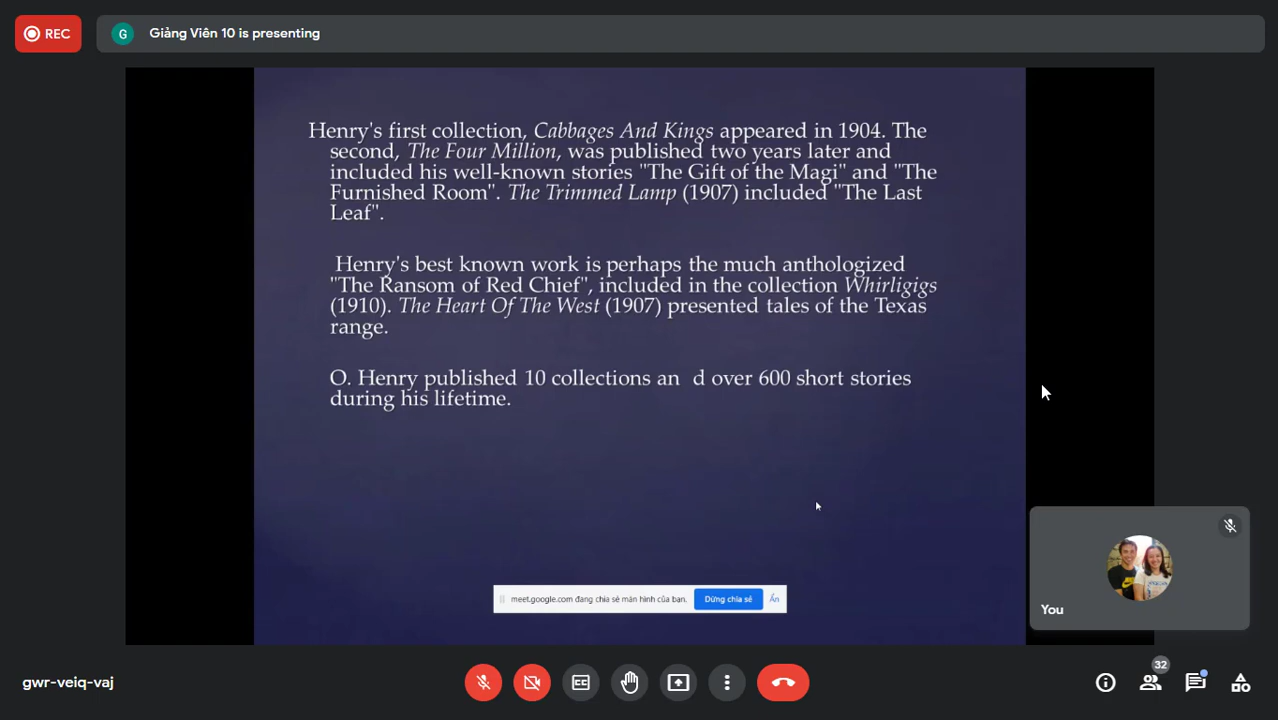 REC
G
Giảng Viên 10 is presenting
Henry's first collection, Cabbages And Kings appeared in 1904. The
second, The Four Million, was published two years later and
included his well-known stories "The Gift of the Magi" and "The
Furnished Room". The Trimmed Lamp (1907) included "The Last
Leaf".
Henry's best known work is perhaps the much anthologized
"The Ransom of Red Chief", included in the collection Whirligigs
(1910). The Heart Of The West (1907) presented tales of the Texas
range.
O. Henry published 10 collections an d over 600 short stories
during his lifetime.
meet.google.com đang chia sẻ màn hình của bạn. Dừng chia sẻ Ẩn
You
gwr-veiq-vaj
CC
32